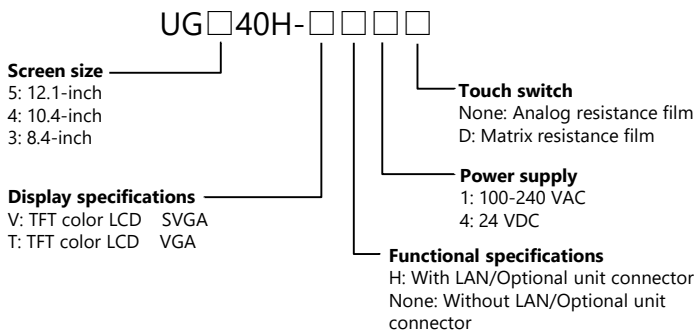 UG□40H-□□□□
Screen size
5: 12.1-inch
4: 10.4-inch
3: 8.4-inch
Display specifications
V: TFT color LCD SVGA
T: TFT color LCD VGA
Touch switch
None: Analog resistance film
D: Matrix resistance film
Power supply
1: 100-240 VAC
4: 24 VDC
Functional specifications
H: With LAN/Optional unit connector
None: Without LAN/Optional unit
connector